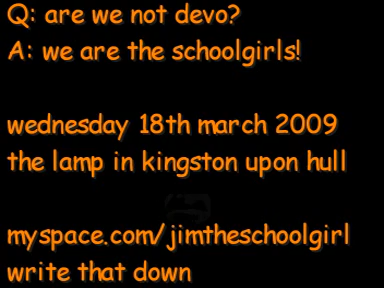 Q: are we not devo?
A: we are the schoolgirls!
wednesday 18th march 2009
the lamp in kingston upon hull
myspace.com/jimtheschoolgirl
write that down